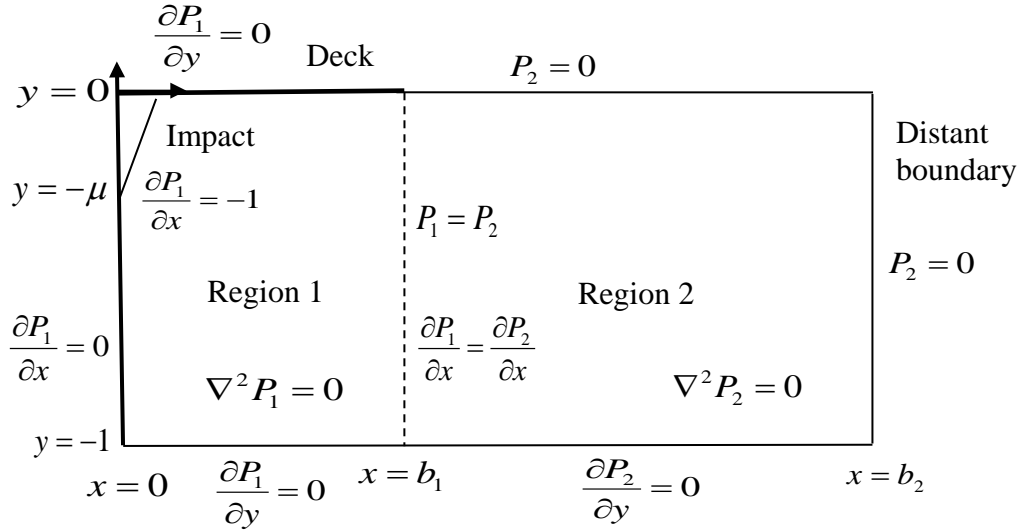 ∂P₁/∂y = 0
Deck
P₂ = 0
y = 0
Impact
Distant
boundary
y = −μ
∂P₁/∂x = −1
P₁ = P₂
P₂ = 0
Region 1
Region 2
∂P₁/∂x = 0
∂P₁/∂x = ∂P₂/∂x
∇²P₁ = 0
∇²P₂ = 0
y = −1
x = 0
∂P₁/∂y = 0
x = b₁
∂P₂/∂y = 0
x = b₂